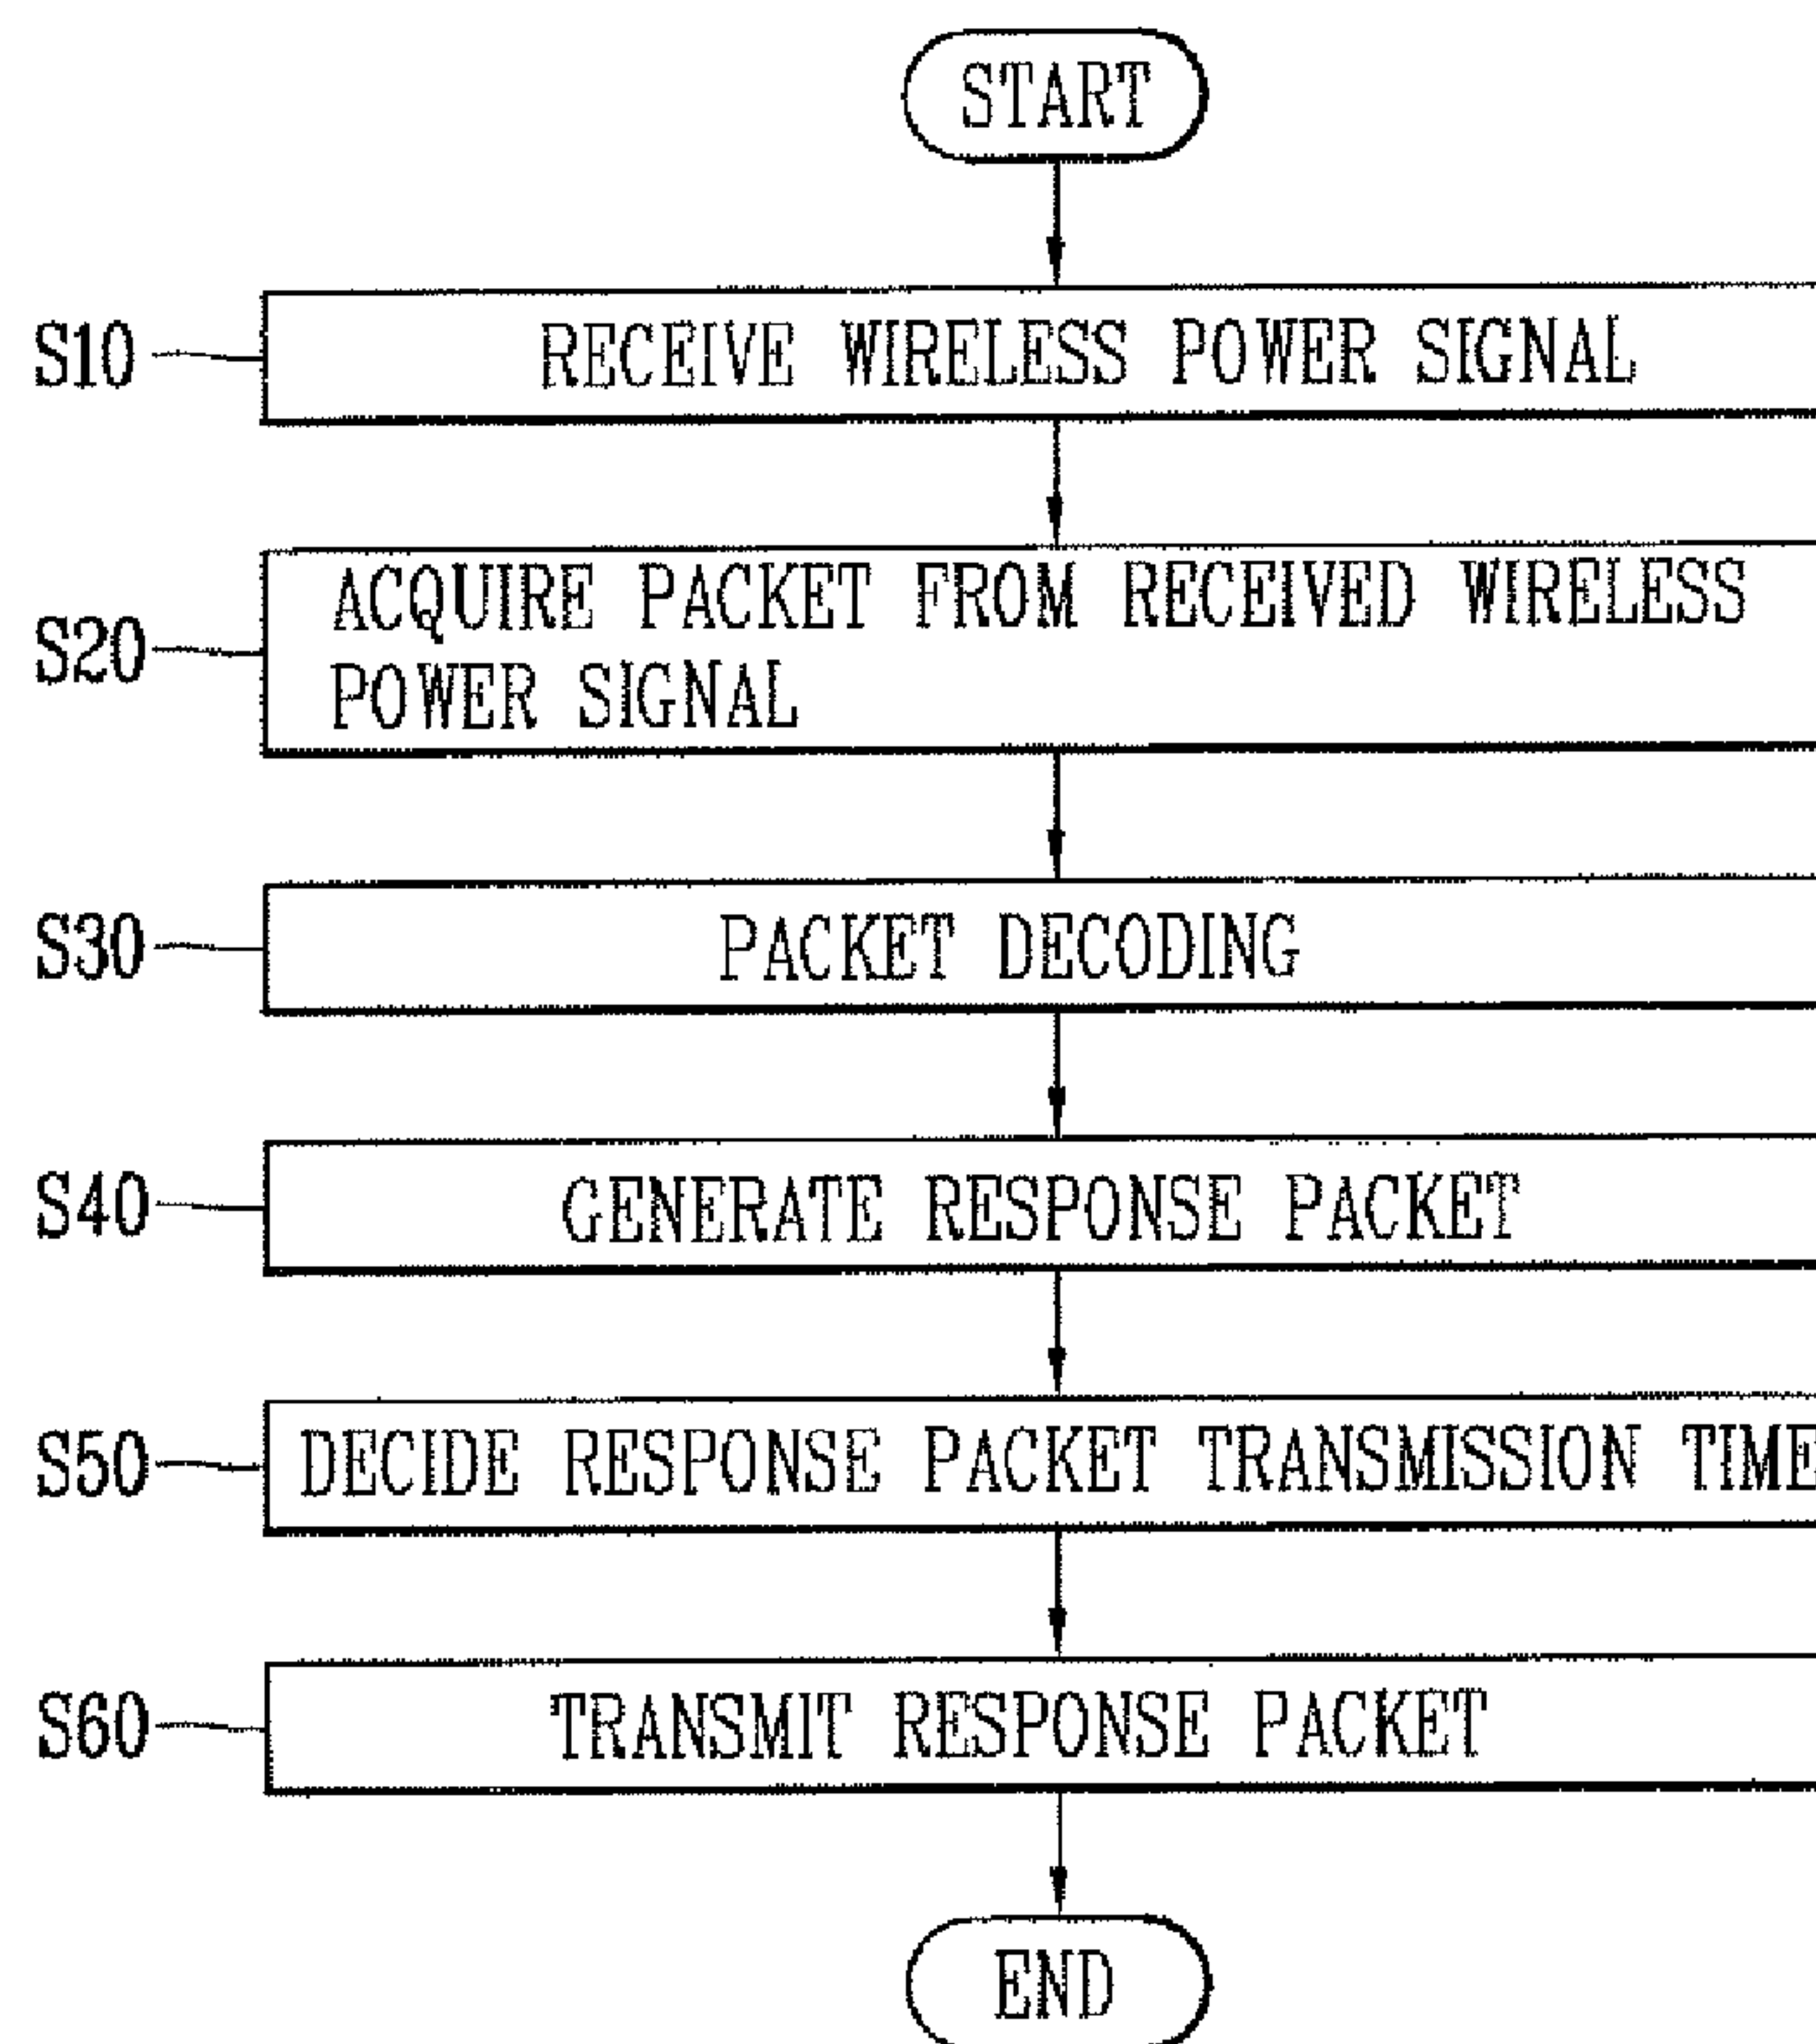 START
S10 RECEIVE WIRELESS POWER SIGNAL
S20 ACQUIRE PACKET FROM RECEIVED WIRELESS
POWER SIGNAL
S30 PACKET DECODING
S40 GENERATE RESPONSE PACKET
S50 DECIDE RESPONSE PACKET TRANSMISSION TIME
S60 TRANSMIT RESPONSE PACKET
END